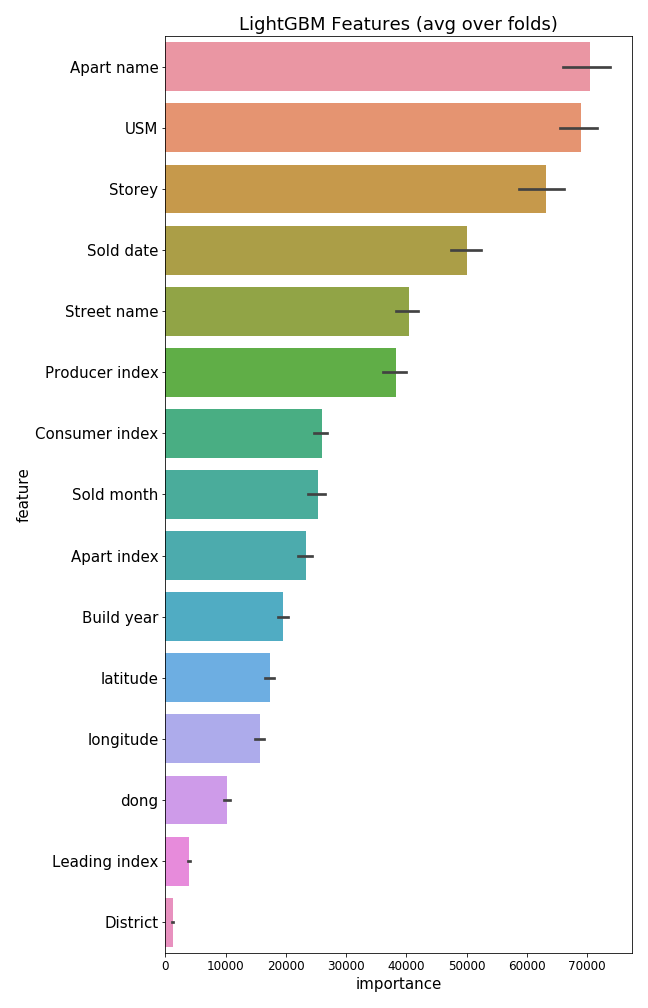 LightGBM Features (avg over folds)
Apart name
USM
Storey
Sold date
Street name
Producer index
Consumer index
Sold month
Apart index
Build year
latitude
longitude
dong
Leading index
District
feature
0 10000 20000 30000 40000 50000 60000 70000
importance